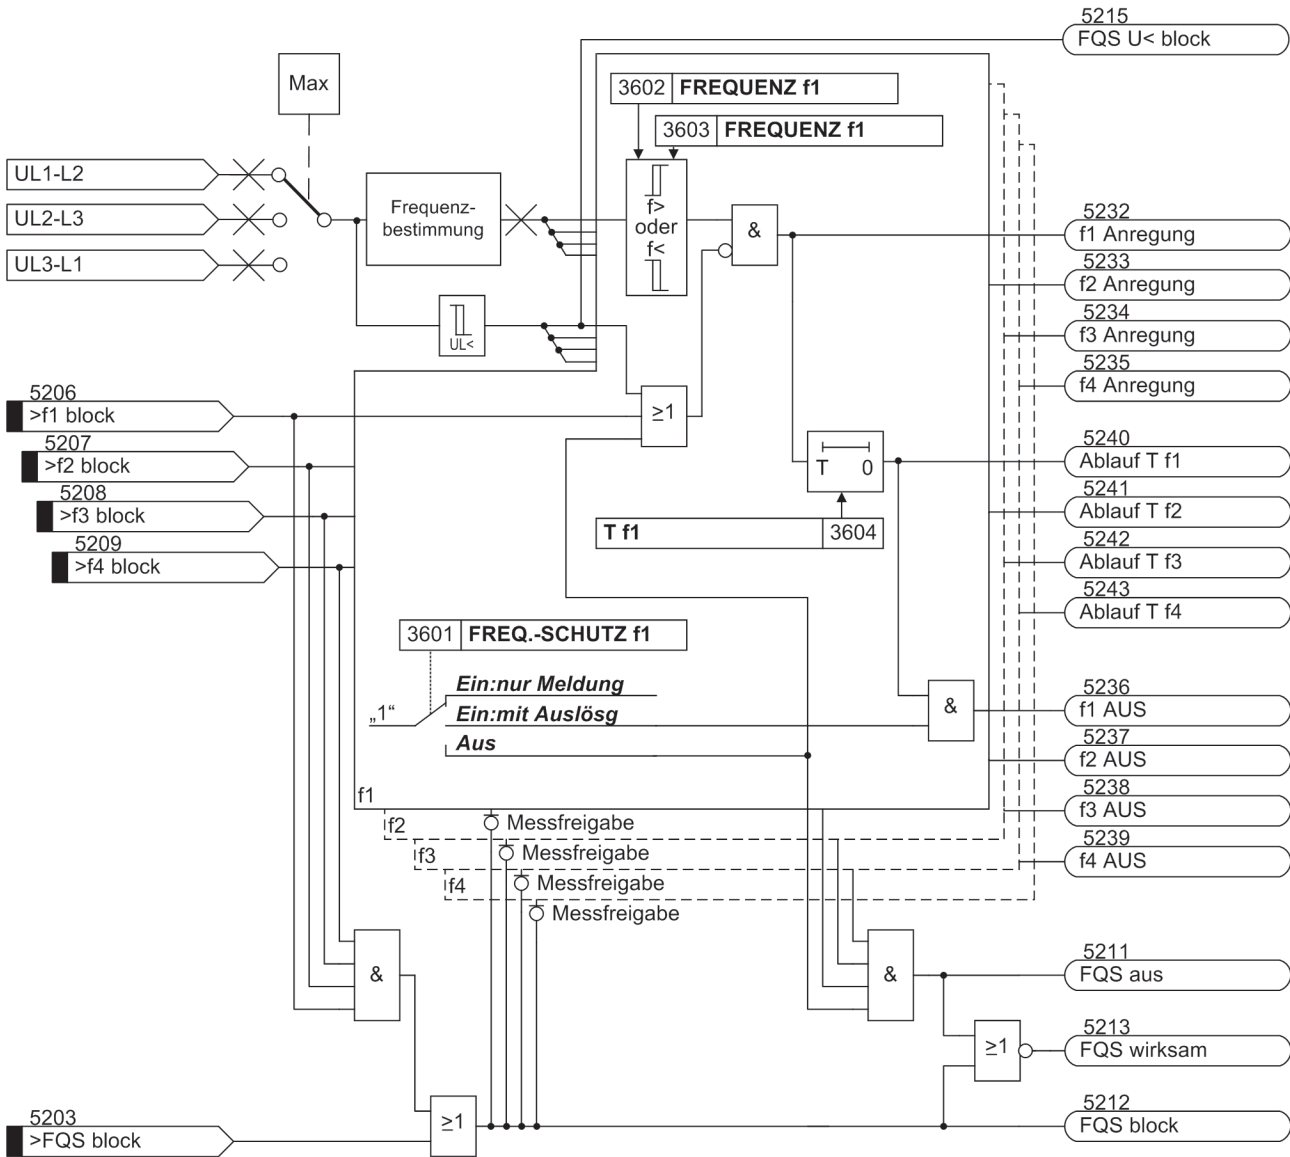 5215
FQS U< block
Max
3602 FREQUENZ f1
3603 FREQUENZ f1
UL1-L2
UL2-L3
UL3-L1
Frequenz-
bestimmung
f>
oder
f<
&
UL<
5232
f1 Anregung
5233
f2 Anregung
5234
f3 Anregung
5235
f4 Anregung
5206
>f1 block
5207
>f2 block
5208
>f3 block
5209
>f4 block
≥1
T 0
T f1 3604
5240
Ablauf T f1
5241
Ablauf T f2
5242
Ablauf T f3
5243
Ablauf T f4
3601 FREQ.-SCHUTZ f1
Ein:nur Meldung
„1“ Ein:mit Auslösg
Aus
&
5236
f1 AUS
5237
f2 AUS
5238
f3 AUS
5239
f4 AUS
f1
f2 Messfreigabe
f3 Messfreigabe
f4 Messfreigabe
Messfreigabe
&
&
5211
FQS aus
≥1
5213
FQS wirksam
5203
>FQS block
≥1
5212
FQS block